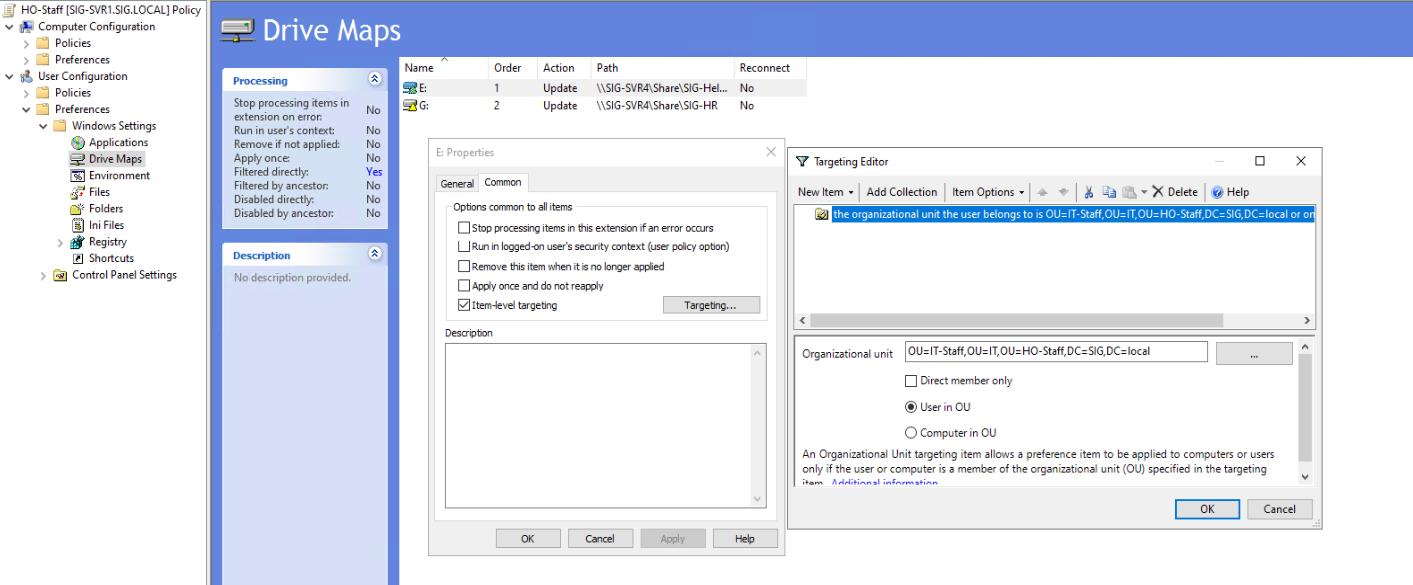 HO-Staff [SIG-SVR1.SIG.LOCAL] Policy
Computer Configuration
Policies
Preferences
User Configuration
Policies
Preferences
Windows Settings
Applications
Drive Maps
Environment
Files
Folders
Ini Files
Registry
Shortcuts
Control Panel Settings
Drive Maps
Processing
Stop processing items in extension on error: No
Run in user's context: No
Remove if not applied: No
Apply once: No
Filtered directly: Yes
Filtered by ancestor: No
Disabled directly: No
Disabled by ancestor: No
Description
No description provided.
Name Order Action Path Reconnect
E: 1 Update \\SIG-SVR4\Share\SIG-Hel... No
G: 2 Update \\SIG-SVR4\Share\SIG-HR No
E: Properties
General Common
Options common to all items
Stop processing items in this extension if an error occurs
Run in logged-on user's security context (user policy option)
Remove this item when it is no longer applied
Apply once and do not reapply
Item-level targeting Targeting...
Description
OK Cancel Apply Help
Targeting Editor
New Item Add Collection Item Options Delete Help
the organizational unit the user belongs to is OU=IT-Staff,OU=IT,OU=HO-Staff,DC=SIG,DC=local or on
Organizational unit OU=IT-Staff,OU=IT,OU=HO-Staff,DC=SIG,DC=local ...
Direct member only
User in OU
Computer in OU
An Organizational Unit targeting item allows a preference item to be applied to computers or users
only if the user or computer is a member of the organizational unit (OU) specified in the targeting
item. Additional information
OK Cancel